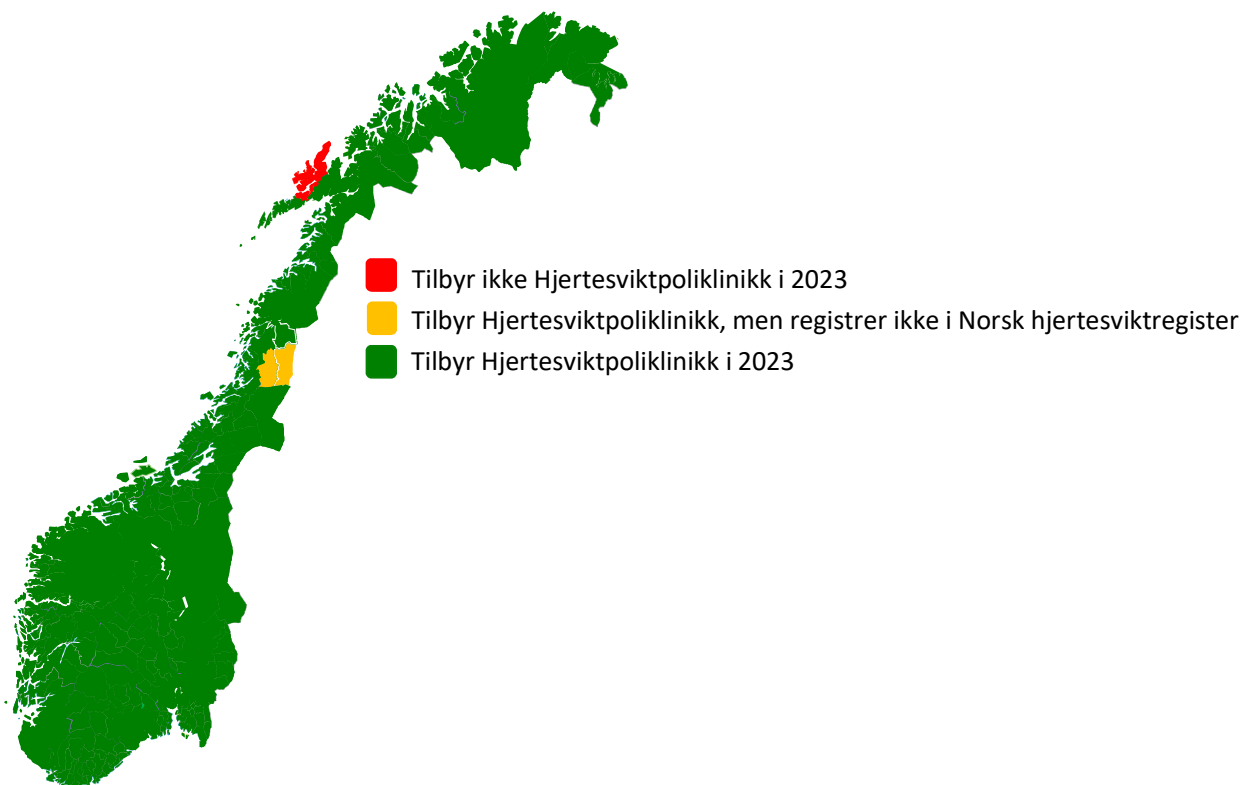 Tilbyr ikke Hjertesviktpoliklinikk i 2023
Tilbyr Hjertesviktpoliklinikk, men registrer ikke i Norsk hjertesviktregister
Tilbyr Hjertesviktpoliklinikk i 2023